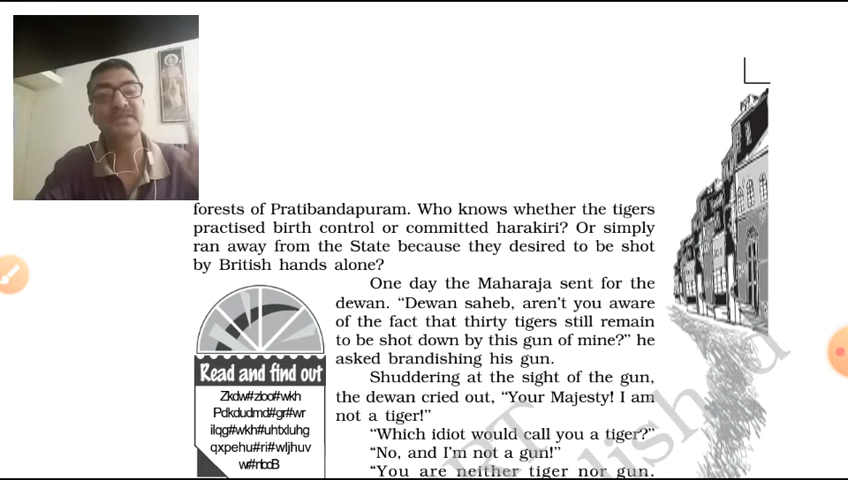 forests of Pratibandapuram. Who knows whether the tigers
practised birth control or committed harakiri? Or simply
ran away from the State because they desired to be shot
by British hands alone?
One day the Maharaja sent for the
dewan. “Dewan saheb, aren’t you aware
of the fact that thirty tigers still remain
to be shot down by this gun of mine?” he
asked brandishing his gun.
Shuddering at the sight of the gun,
the dewan cried out, “Your Majesty! I am
not a tiger!”
“Which idiot would call you a tiger?”
“No, and I’m not a gun!”
“You are neither tiger nor gun.
Read and find out
Zkdw#zloo#wkh
Pdkdudmd#gr#wr
ilqg#wkh#uhtxluhg
qxpehu#ri#wljhuv
w#nlooB